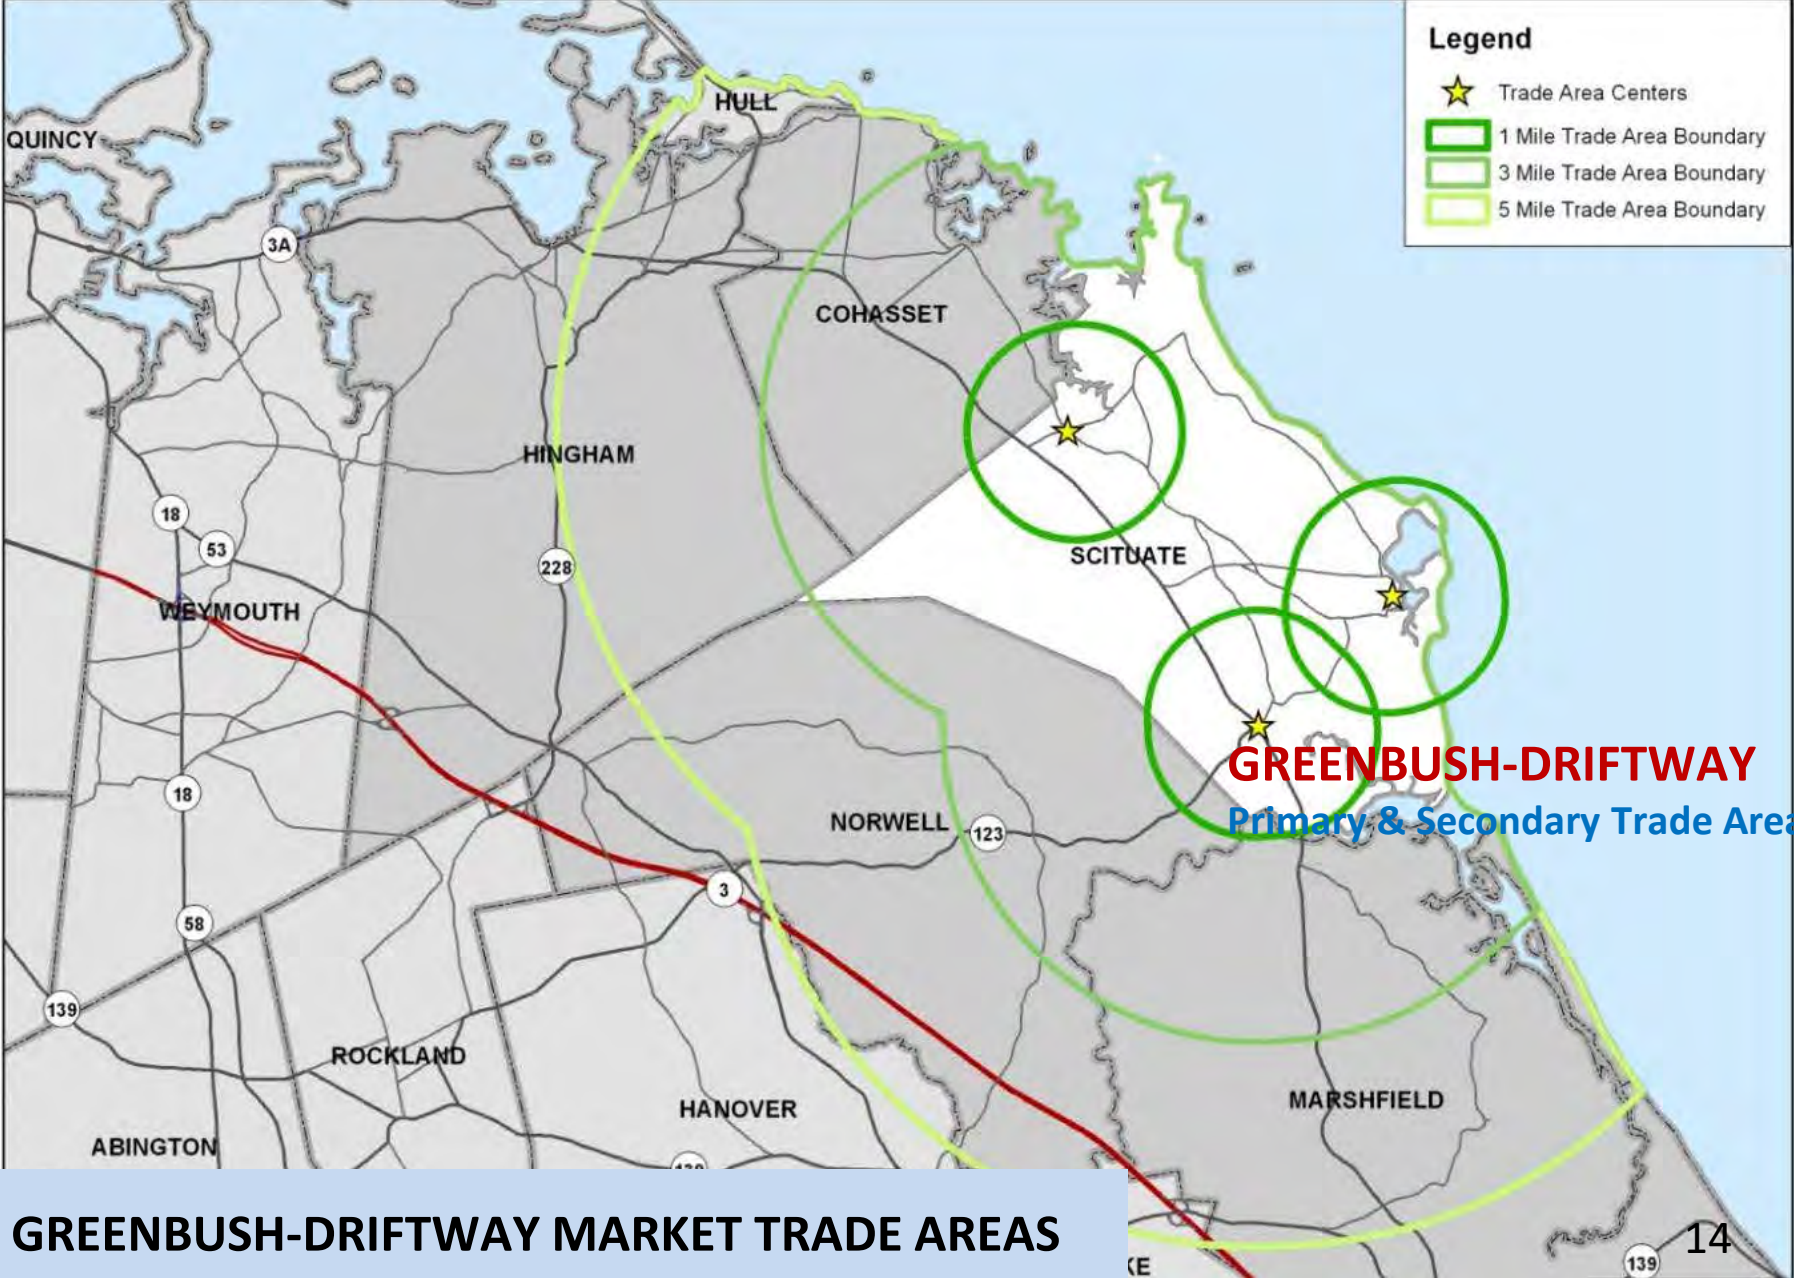 Legend
Trade Area Centers
1 Mile Trade Area Boundary
3 Mile Trade Area Boundary
5 Mile Trade Area Boundary
HULL
QUINCY
3A
COHASSET
HINGHAM
18
53
228
SCITUATE
WEYMOUTH
GREENBUSH-DRIFTWAY
Primary & Secondary Trade Area
18
NORWELL
123
3
58
139
ROCKLAND
HANOVER
MARSHFIELD
ABINGTON
GREENBUSH-DRIFTWAY MARKET TRADE AREAS
14
KE
139